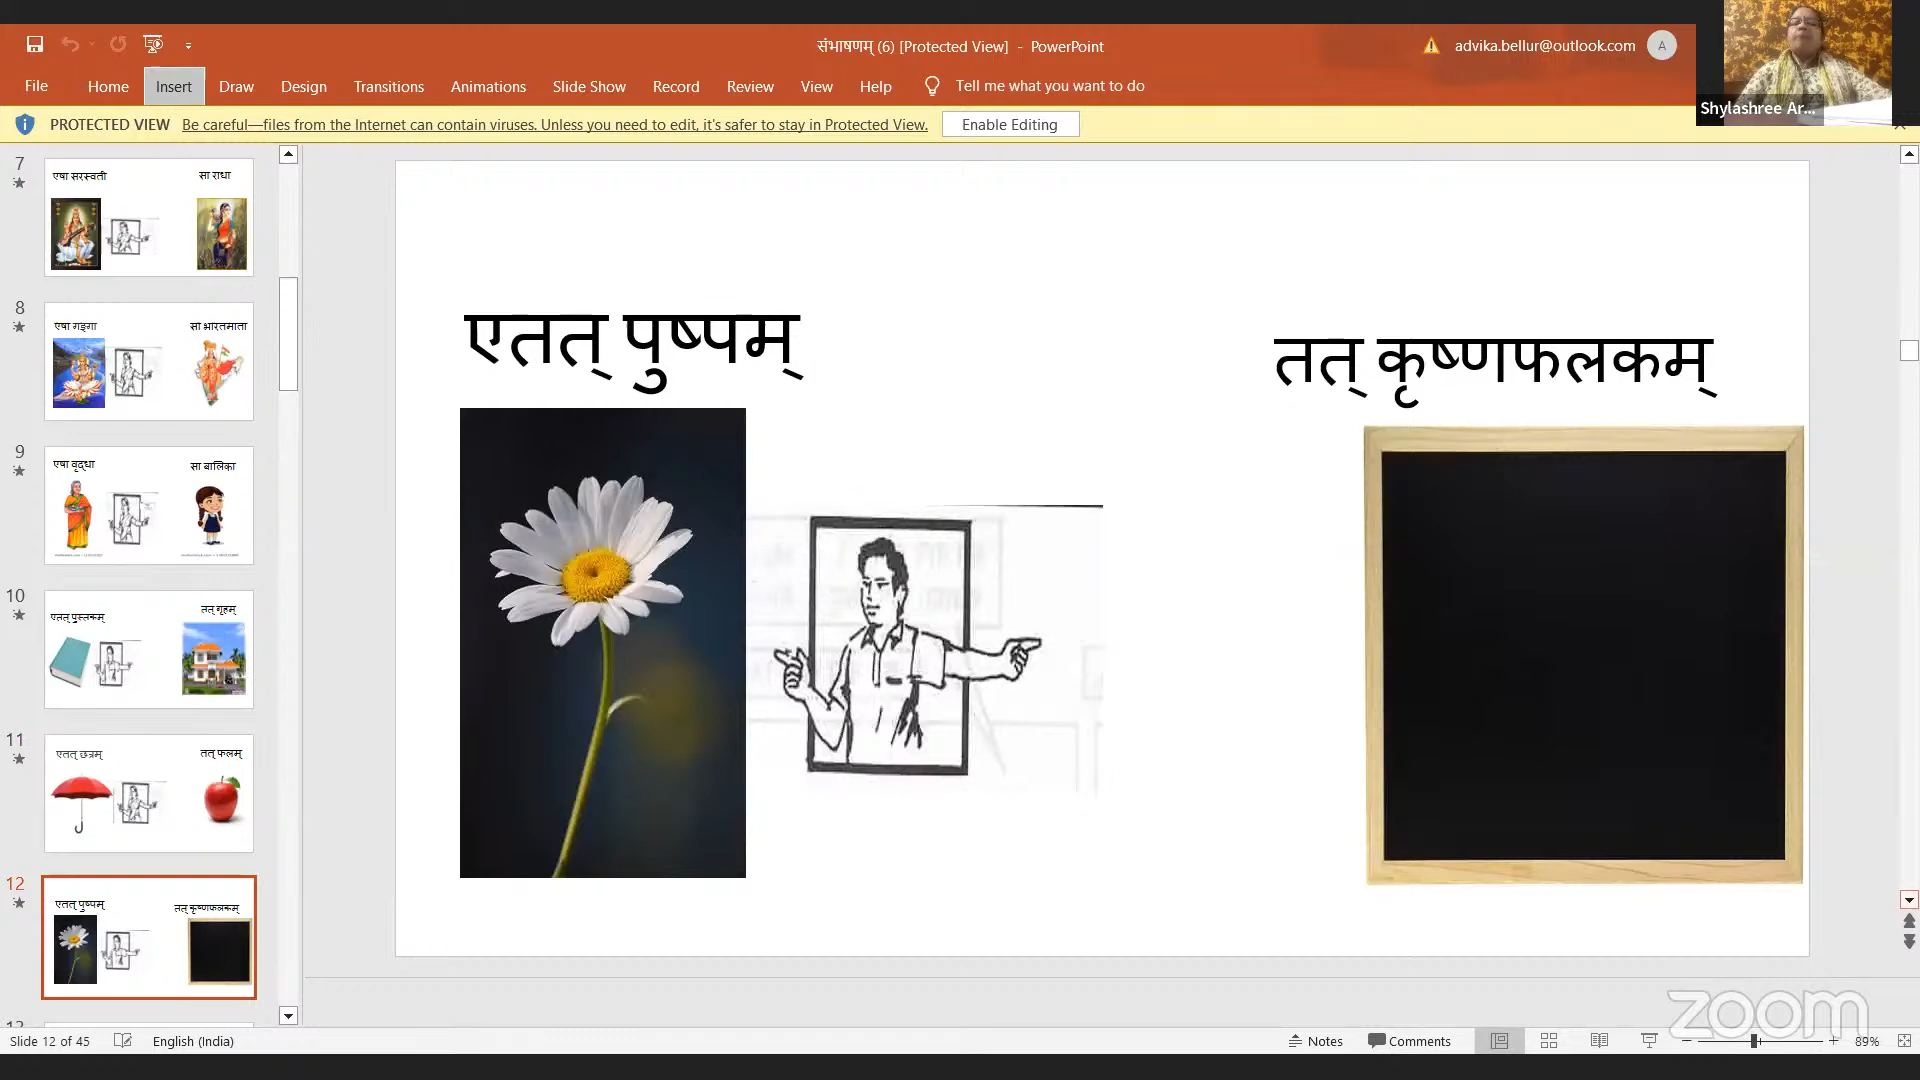 संभाषणम् (6) [Protected View] - PowerPoint
advika.bellur@outlook.com
A
File Home Insert Draw Design Transitions Animations Slide Show Record Review View Help Tell me what you want to do
Shylashree Ar...
PROTECTED VIEW Be careful—files from the Internet can contain viruses. Unless you need to edit, it's safer to stay in Protected View. Enable Editing
7
एषा सरस्वती सा राधा
8
एषा गङ्गा सा भारतमाता
9
एषा वृद्धा सा बालिका
10
एतत् पुस्तकम् तत् गृहम्
11
एतत् छत्रम् तत् फलम्
12
एतत् पुष्पम् तत् कृष्णफलकम्
एतत् पुष्पम्
तत् कृष्णफलकम्
zoom
Slide 12 of 45 English (India) Notes Comments 89%